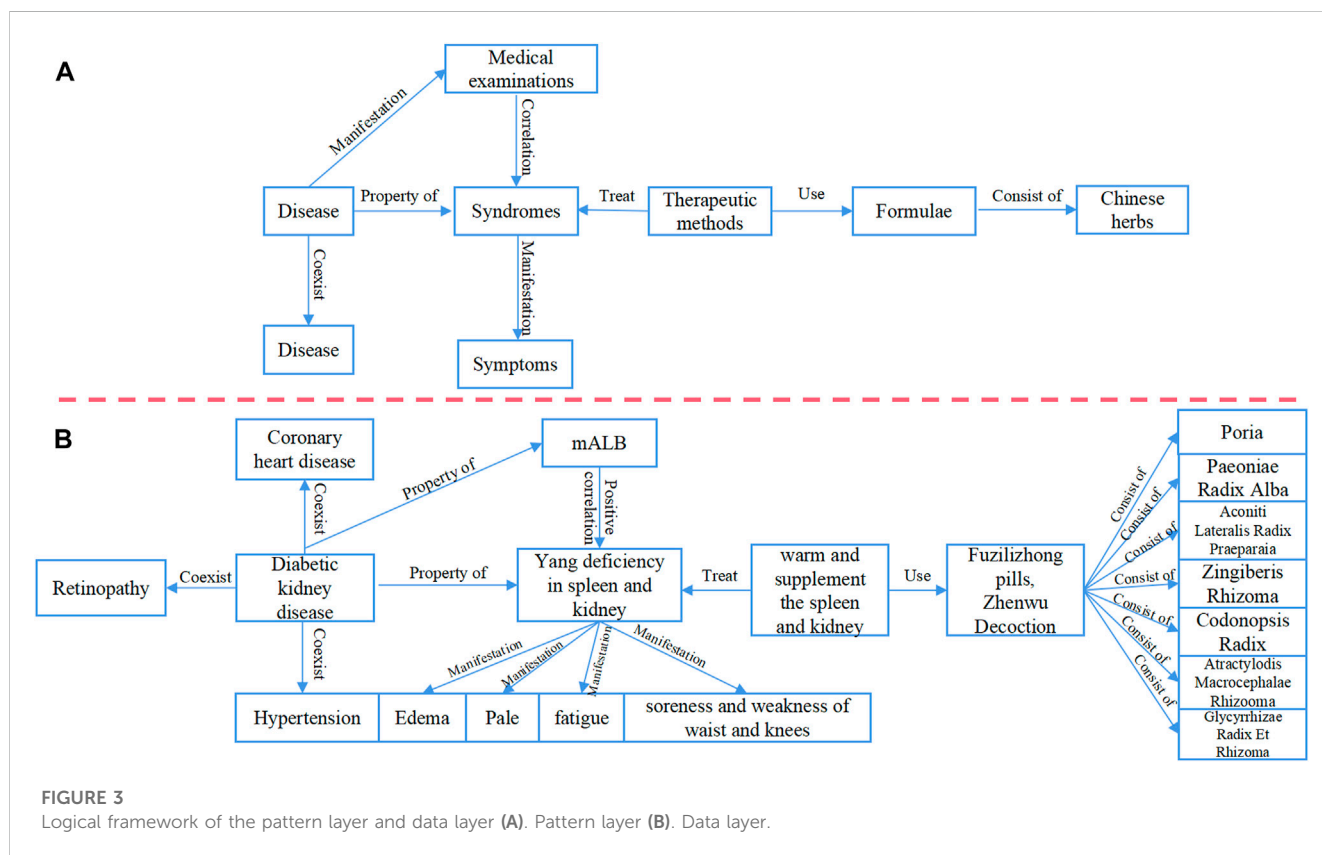 A
Medical
examinations
Manifestation
Correlation
Disease
Property of
Syndromes
Treat
Therapeutic
methods
Use
Formulae
Consist of
Chinese
herbs
Coexist
Manifestation
Disease
Symptoms
B
Coronary
heart disease
mALB
Poria
Property of
Coexist
Positive
correlation
Consist of
Paeoniae
Radix Alba
Consist of
Aconiti
Lateralis Radix
Praeparaia
Consist of
Retinopathy
Coexist
Diabetic
kidney
disease
Property of
Yang deficiency
in spleen and
kidney
Treat
warm and
supplement
the spleen
and kidney
Use
Fuzilizhong
pills,
Zhenwu
Decoction
Consist of
Zingiberis
Rhizoma
Consist of
Codonopsis
Radix
Consist of
Atractylodis
Macrocephalae
Rhizooma
Consist of
Glycyrrhizae
Radix Et
Rhizoma
Coexist
Manifestation
Manifestation
Manifestation
Manifestation
Hypertension
Edema
Pale
fatigue
soreness and weakness of
waist and knees
FIGURE 3
Logical framework of the pattern layer and data layer (A). Pattern layer (B). Data layer.